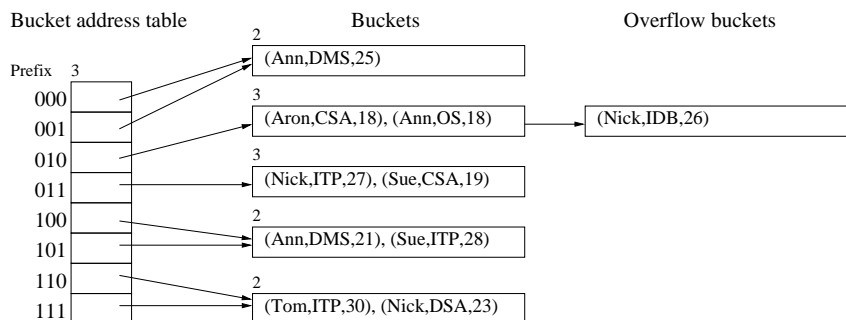 Bucket address table
Buckets
Overflow buckets
Prefix
3
000
001
010
011
100
101
110
111
2
(Ann,DMS,25)
3
(Aron,CSA,18), (Ann,OS,18)
(Nick,IDB,26)
3
(Nick,ITP,27), (Sue,CSA,19)
2
(Ann,DMS,21), (Sue,ITP,28)
2
(Tom,ITP,30), (Nick,DSA,23)